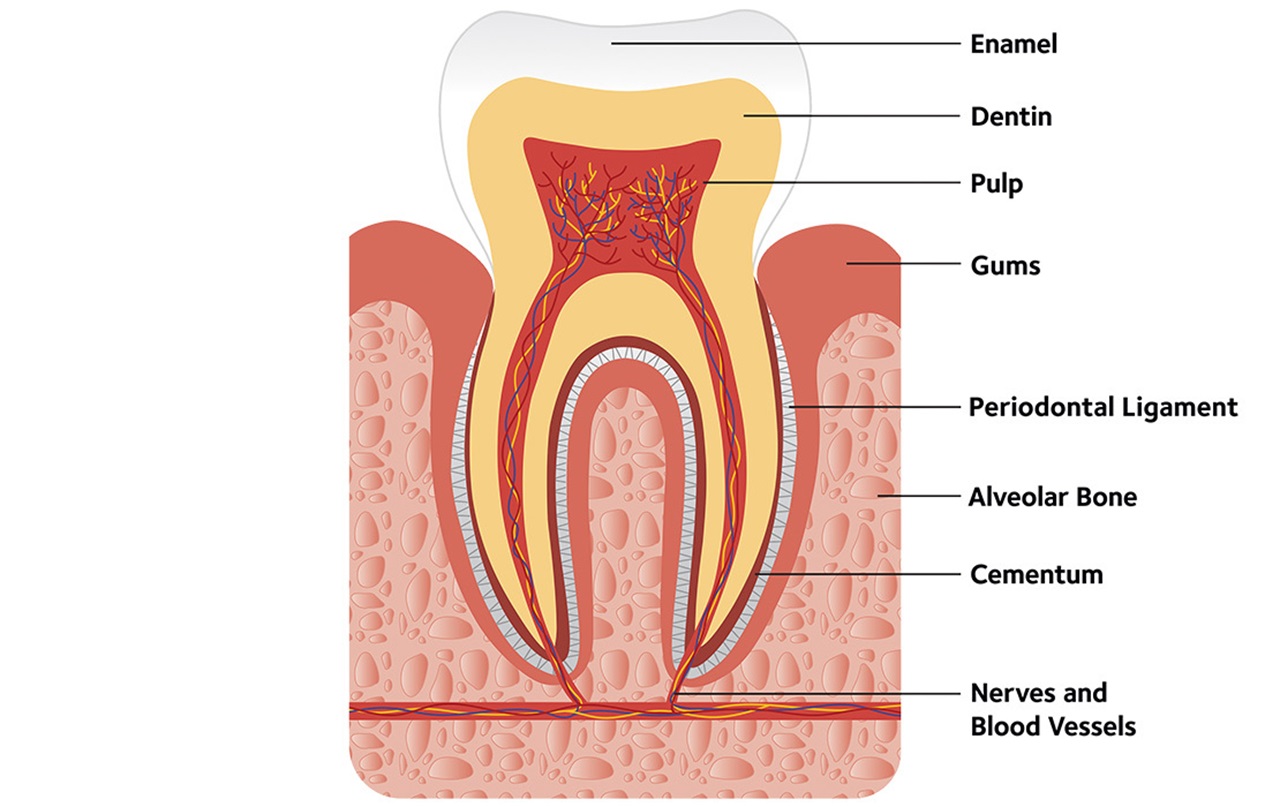 Enamel
Dentin
Pulp
Gums
Periodontal Ligament
Alveolar Bone
Cementum
Nerves and
Blood Vessels